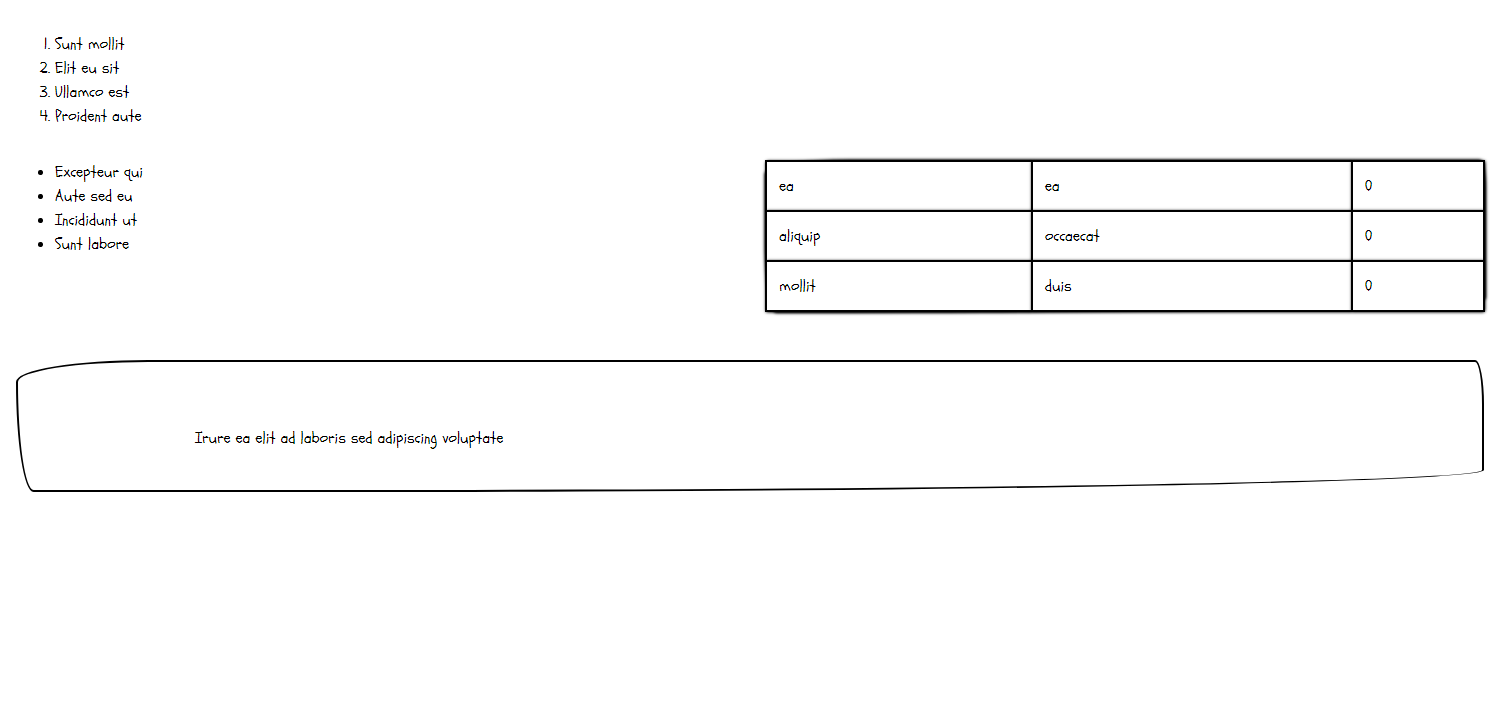 1. Sunt mollit
2. Elit eu sit
3. Ullamco est
4. Proident aute
• Excepteur qui
• Aute sed eu
• Incididunt ut
• Sunt labore
ea ea 0
aliquip occaecat 0
mollit duis 0
Irure ea elit ad laboris sed adipiscing voluptate